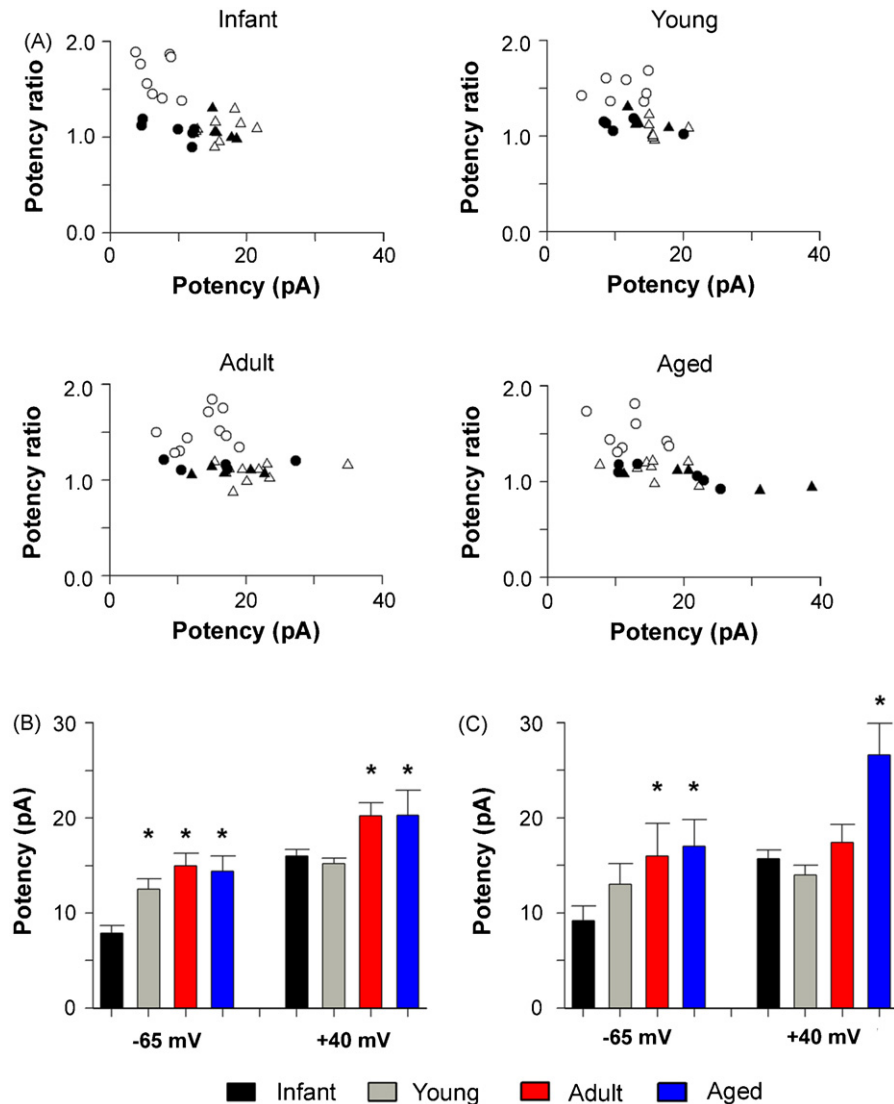 (A)
Infant
Young
Potency ratio
2.0
1.0
0.0
0
20
40
Potency (pA)
Potency ratio
2.0
1.0
0.0
0
20
40
Potency (pA)
Adult
Aged
Potency ratio
2.0
1.0
0.0
0
20
40
Potency (pA)
Potency ratio
2.0
1.0
0.0
0
20
40
Potency (pA)
(B)
Potency (pA)
30
20
10
0
* * *
* *
-65 mV
+40 mV
(C)
Potency (pA)
30
20
10
0
* *
*
-65 mV
+40 mV
Infant Young Adult Aged